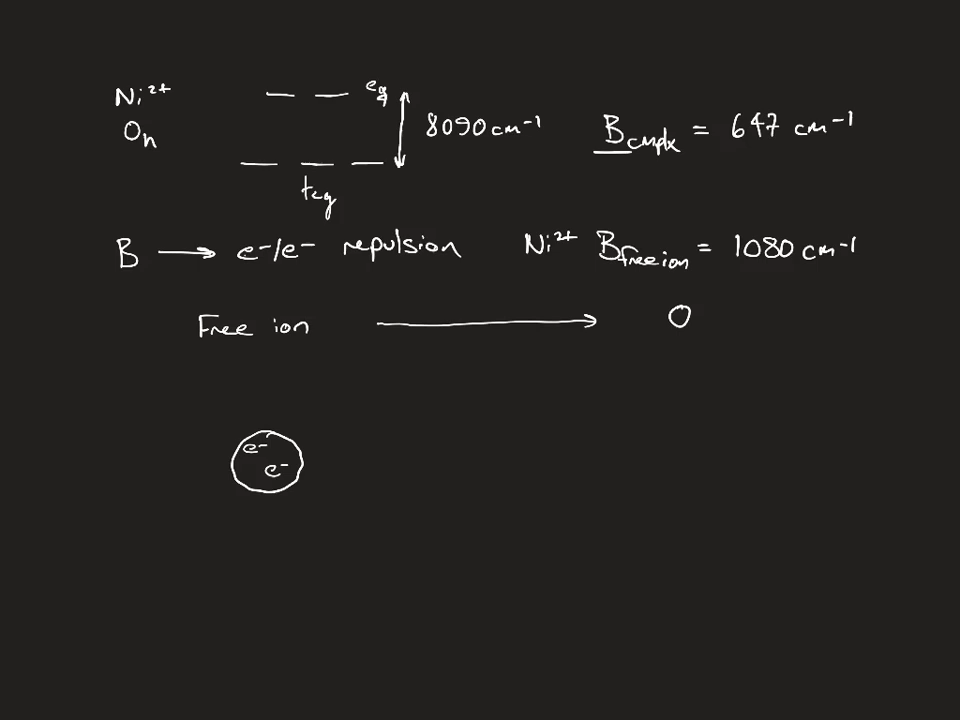 Ni²⁺ eg
Oh 8090 cm⁻¹ Bcmplx = 647 cm⁻¹
t₂g
B → e⁻/e⁻ repulsion Ni²⁺ Bfree ion = 1080 cm⁻¹
Free ion → O
e⁻
e⁻